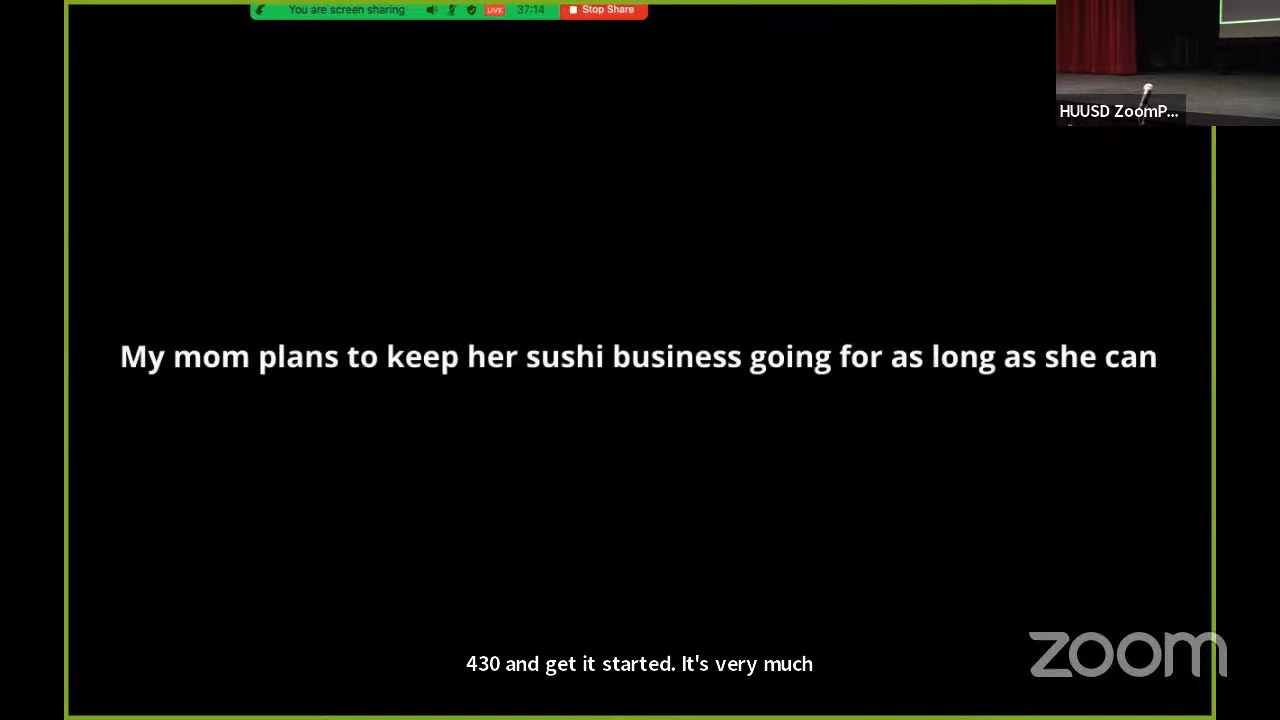 You are screen sharing LIVE 37:14 Stop Share
HUUSD ZoomP...
My mom plans to keep her sushi business going for as long as she can
430 and get it started. It's very much
zoom